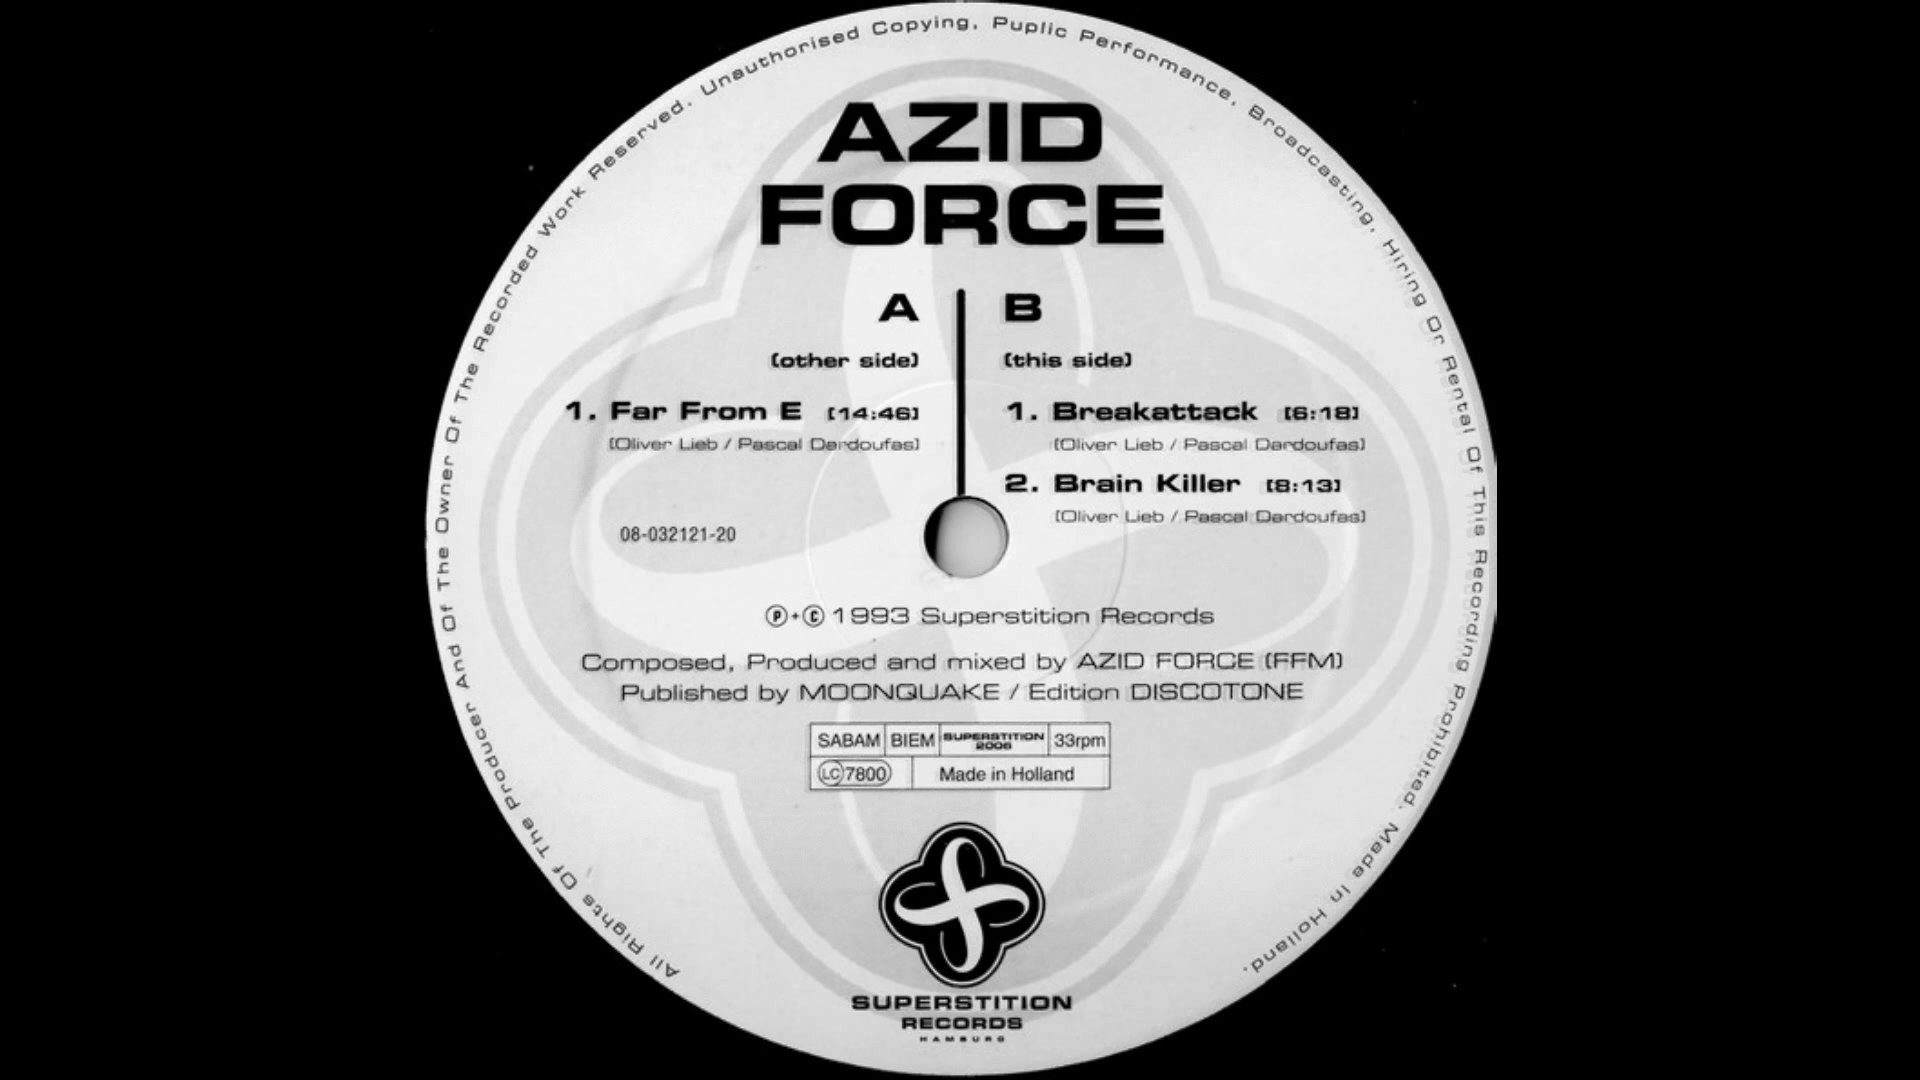 All Rights Of The Producer And Of The Owner Of The Recorded Work Reserved. Unauthorised Copying, Puplic Performance, Broadcasting, Hiring Or Rental Of This Recording Prohibited. Made In Holland.
AZID
FORCE
A
B
(other side)
(this side)
1. Far From E [14:46]
(Oliver Lieb / Pascal Dardoufas)
1. Breakattack [6:18]
(Oliver Lieb / Pascal Dardoufas)
2. Brain Killer [8:13]
(Oliver Lieb / Pascal Dardoufas)
08-032121-20
Ⓟ+© 1993 Superstition Records
Composed, Produced and mixed by AZID FORCE (FFM)
Published by MOONQUAKE / Edition DISCOTONE
SABAM BIEM SUPERSTITION 2006 33rpm
LC 7800 Made in Holland
SUPERSTITION
RECORDS
HAMBURG